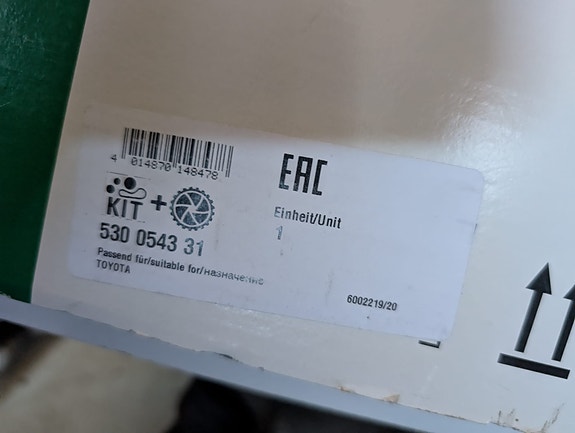 4 014870 148478
EAC
KIT +
Einheit/Unit
1
530 0543 31
Passend für/suitable for/назначение
TOYOTA
6002219/20